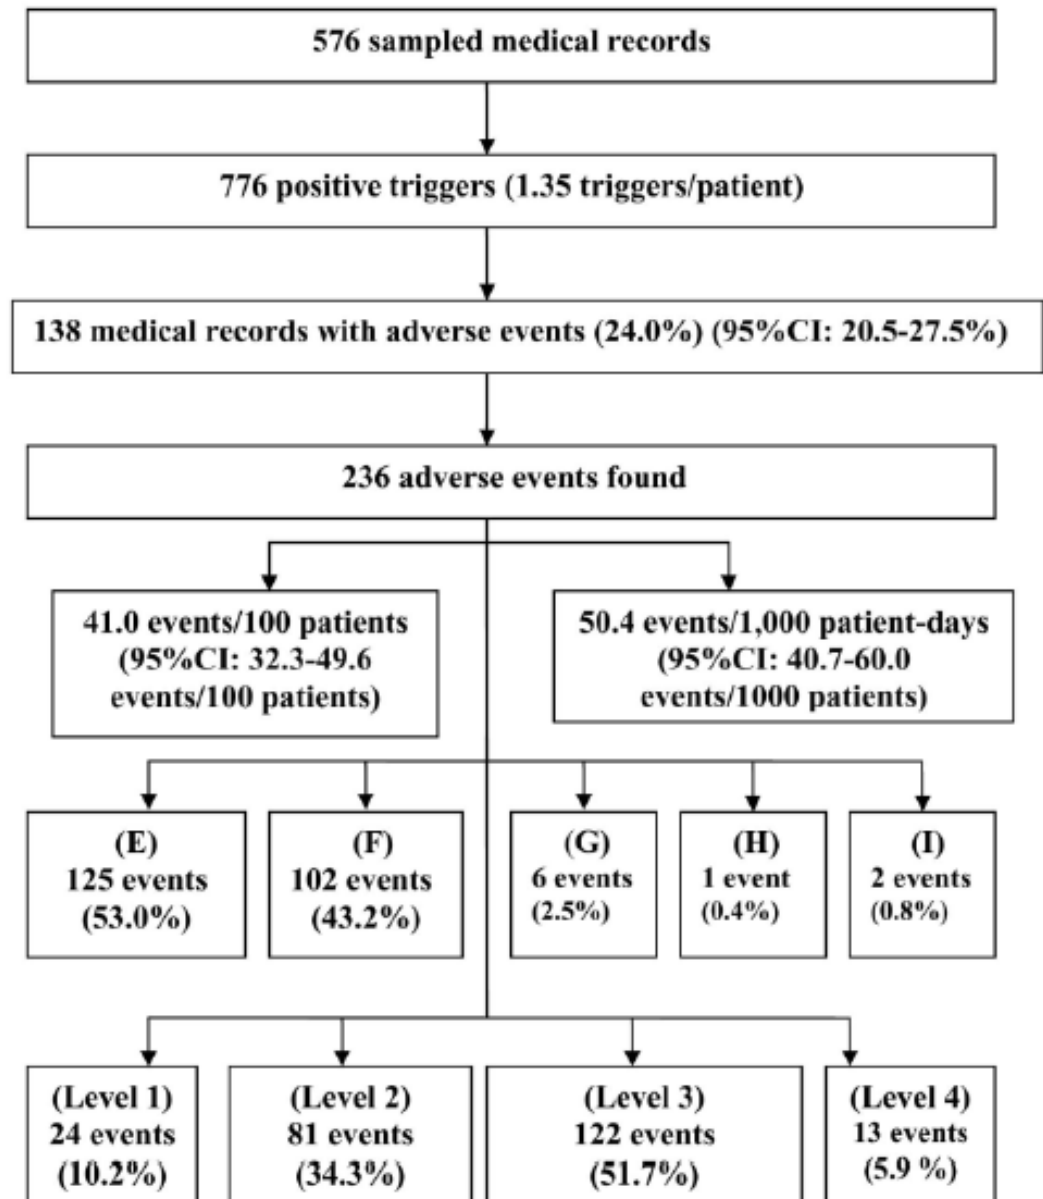 576 sampled medical records
776 positive triggers (1.35 triggers/patient)
138 medical records with adverse events (24.0%) (95%CI: 20.5-27.5%)
236 adverse events found
41.0 events/100 patients
(95%CI: 32.3-49.6
events/100 patients)
50.4 events/1,000 patient-days
(95%CI: 40.7-60.0
events/1000 patients)
(E)
125 events
(53.0%)
(F)
102 events
(43.2%)
(G)
6 events
(2.5%)
(H)
1 event
(0.4%)
(I)
2 events
(0.8%)
(Level 1)
24 events
(10.2%)
(Level 2)
81 events
(34.3%)
(Level 3)
122 events
(51.7%)
(Level 4)
13 events
(5.9 %)